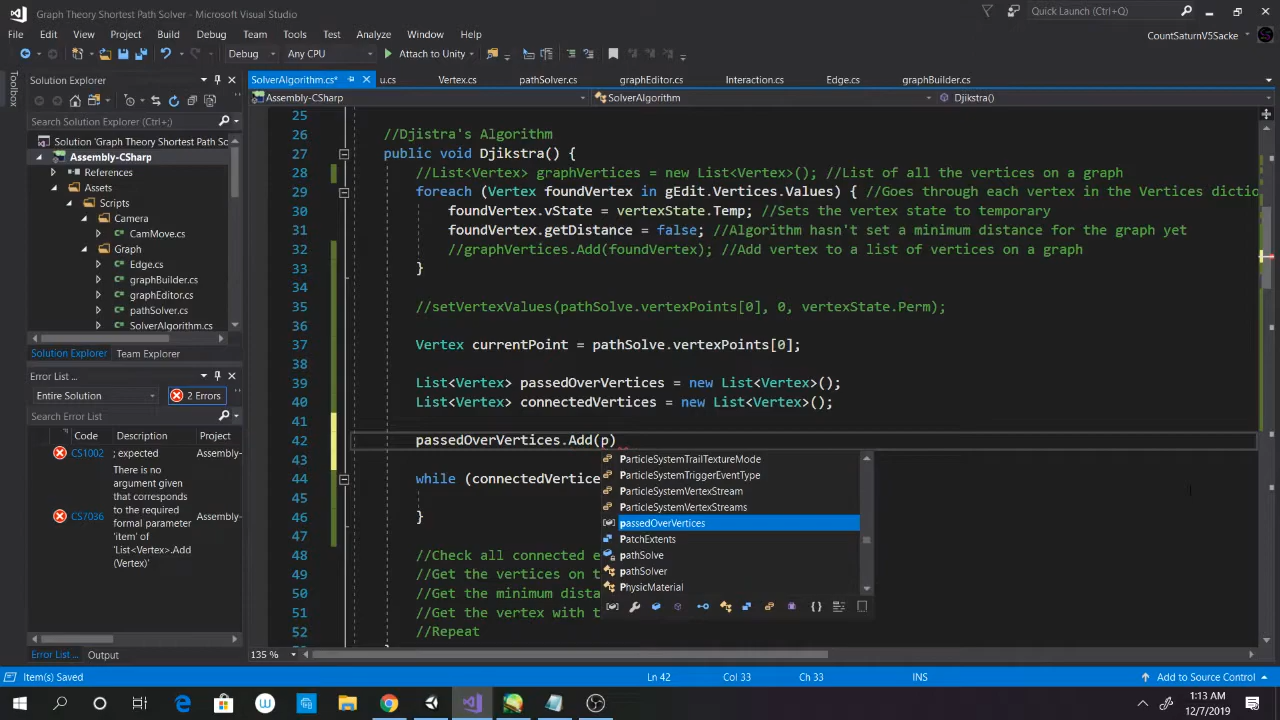 Graph Theory Shortest Path Solver - Microsoft Visual Studio
Quick Launch (Ctrl+Q)
File Edit View Project Build Debug Team Tools Test Analyze Window Help
CountSaturnV5Sacke
Debug Any CPU Attach to Unity
Toolbox
Solution Explorer
Search Solution Explorer (Ctrl+;)
Solution 'Graph Theory Shortest Path So
Assembly-CSharp
References
Assets
Scripts
Camera
CamMove.cs
Graph
Edge.cs
graphBuilder.cs
graphEditor.cs
pathSolver.cs
SolverAlgorithm.cs
Solution Explorer Team Explorer
Error List ...
Entire Solution 2 Errors
Search Error List
Code Description Project
CS1002 ; expected Assembly-
There is no
argument given
that corresponds
to the required
CS7036 formal parameter Assembly-
'item' of
'List<Vertex>.Add
(Vertex)'
Error List ... Output
SolverAlgorithm.cs* u.cs Vertex.cs pathSolver.cs graphEditor.cs Interaction.cs Edge.cs graphBuilder.cs
Assembly-CSharp SolverAlgorithm Djikstra()
25
26 //Djistra's Algorithm
27 public void Djikstra() {
28 //List<Vertex> graphVertices = new List<Vertex>(); //List of all the vertices on a graph
29 foreach (Vertex foundVertex in gEdit.Vertices.Values) { //Goes through each vertex in the Vertices dictio
30 foundVertex.vState = vertexState.Temp; //Sets the vertex state to temporary
31 foundVertex.getDistance = false; //Algorithm hasn't set a minimum distance for the graph yet
32 //graphVertices.Add(foundVertex); //Add vertex to a list of vertices on a graph
33 }
34
35 //setVertexValues(pathSolve.vertexPoints[0], 0, vertexState.Perm);
36
37 Vertex currentPoint = pathSolve.vertexPoints[0];
38
39 List<Vertex> passedOverVertices = new List<Vertex>();
40 List<Vertex> connectedVertices = new List<Vertex>();
41
42 passedOverVertices.Add(p)
43
44 while (connectedVertice
45
46 }
47
48 //Check all connected e
49 //Get the vertices on t
50 //Get the minimum dista
51 //Get the vertex with t
52 //Repeat
ParticleSystemTrailTextureMode
ParticleSystemTriggerEventType
ParticleSystemVertexStream
ParticleSystemVertexStreams
passedOverVertices
PatchExtents
pathSolve
pathSolver
PhysicMaterial
135 %
Item(s) Saved Ln 42 Col 33 Ch 33 INS Add to Source Control
1:13 AM
12/7/2019